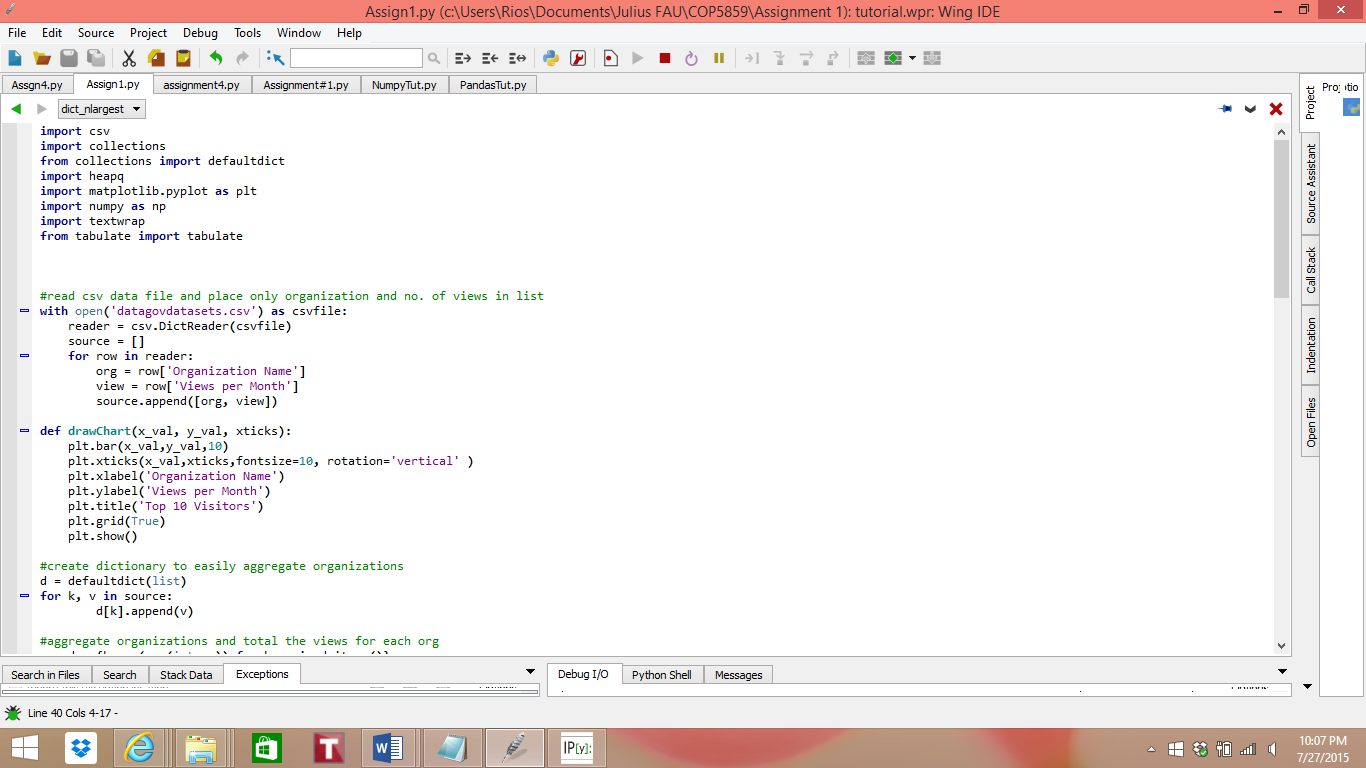 Assign1.py (c:\Users\Rios\Documents\Julius FAU\COP5859\Assignment 1): tutorial.wpr: Wing IDE
File Edit Source Project Debug Tools Window Help
Assgn4.py Assign1.py assignment4.py Assignment#1.py NumpyTut.py PandasTut.py
dict_nlargest
import csv
import collections
from collections import defaultdict
import heapq
import matplotlib.pyplot as plt
import numpy as np
import textwrap
from tabulate import tabulate
#read csv data file and place only organization and no. of views in list
with open('datagovdatasets.csv') as csvfile:
    reader = csv.DictReader(csvfile)
    source = []
    for row in reader:
        org = row['Organization Name']
        view = row['Views per Month']
        source.append([org, view])
def drawChart(x_val, y_val, xticks):
    plt.bar(x_val,y_val,10)
    plt.xticks(x_val,xticks,fontsize=10, rotation='vertical' )
    plt.xlabel('Organization Name')
    plt.ylabel('Views per Month')
    plt.title('Top 10 Visitors')
    plt.grid(True)
    plt.show()
#create dictionary to easily aggregate organizations
d = defaultdict(list)
for k, v in source:
        d[k].append(v)
#aggregate organizations and total the views for each org
Project
Source Assistant
Call Stack
Indentation
Open Files
Search in Files Search Stack Data Exceptions
Debug I/O Python Shell Messages
Line 40 Cols 4-17 -
IP[y]:
10:07 PM
7/27/2015